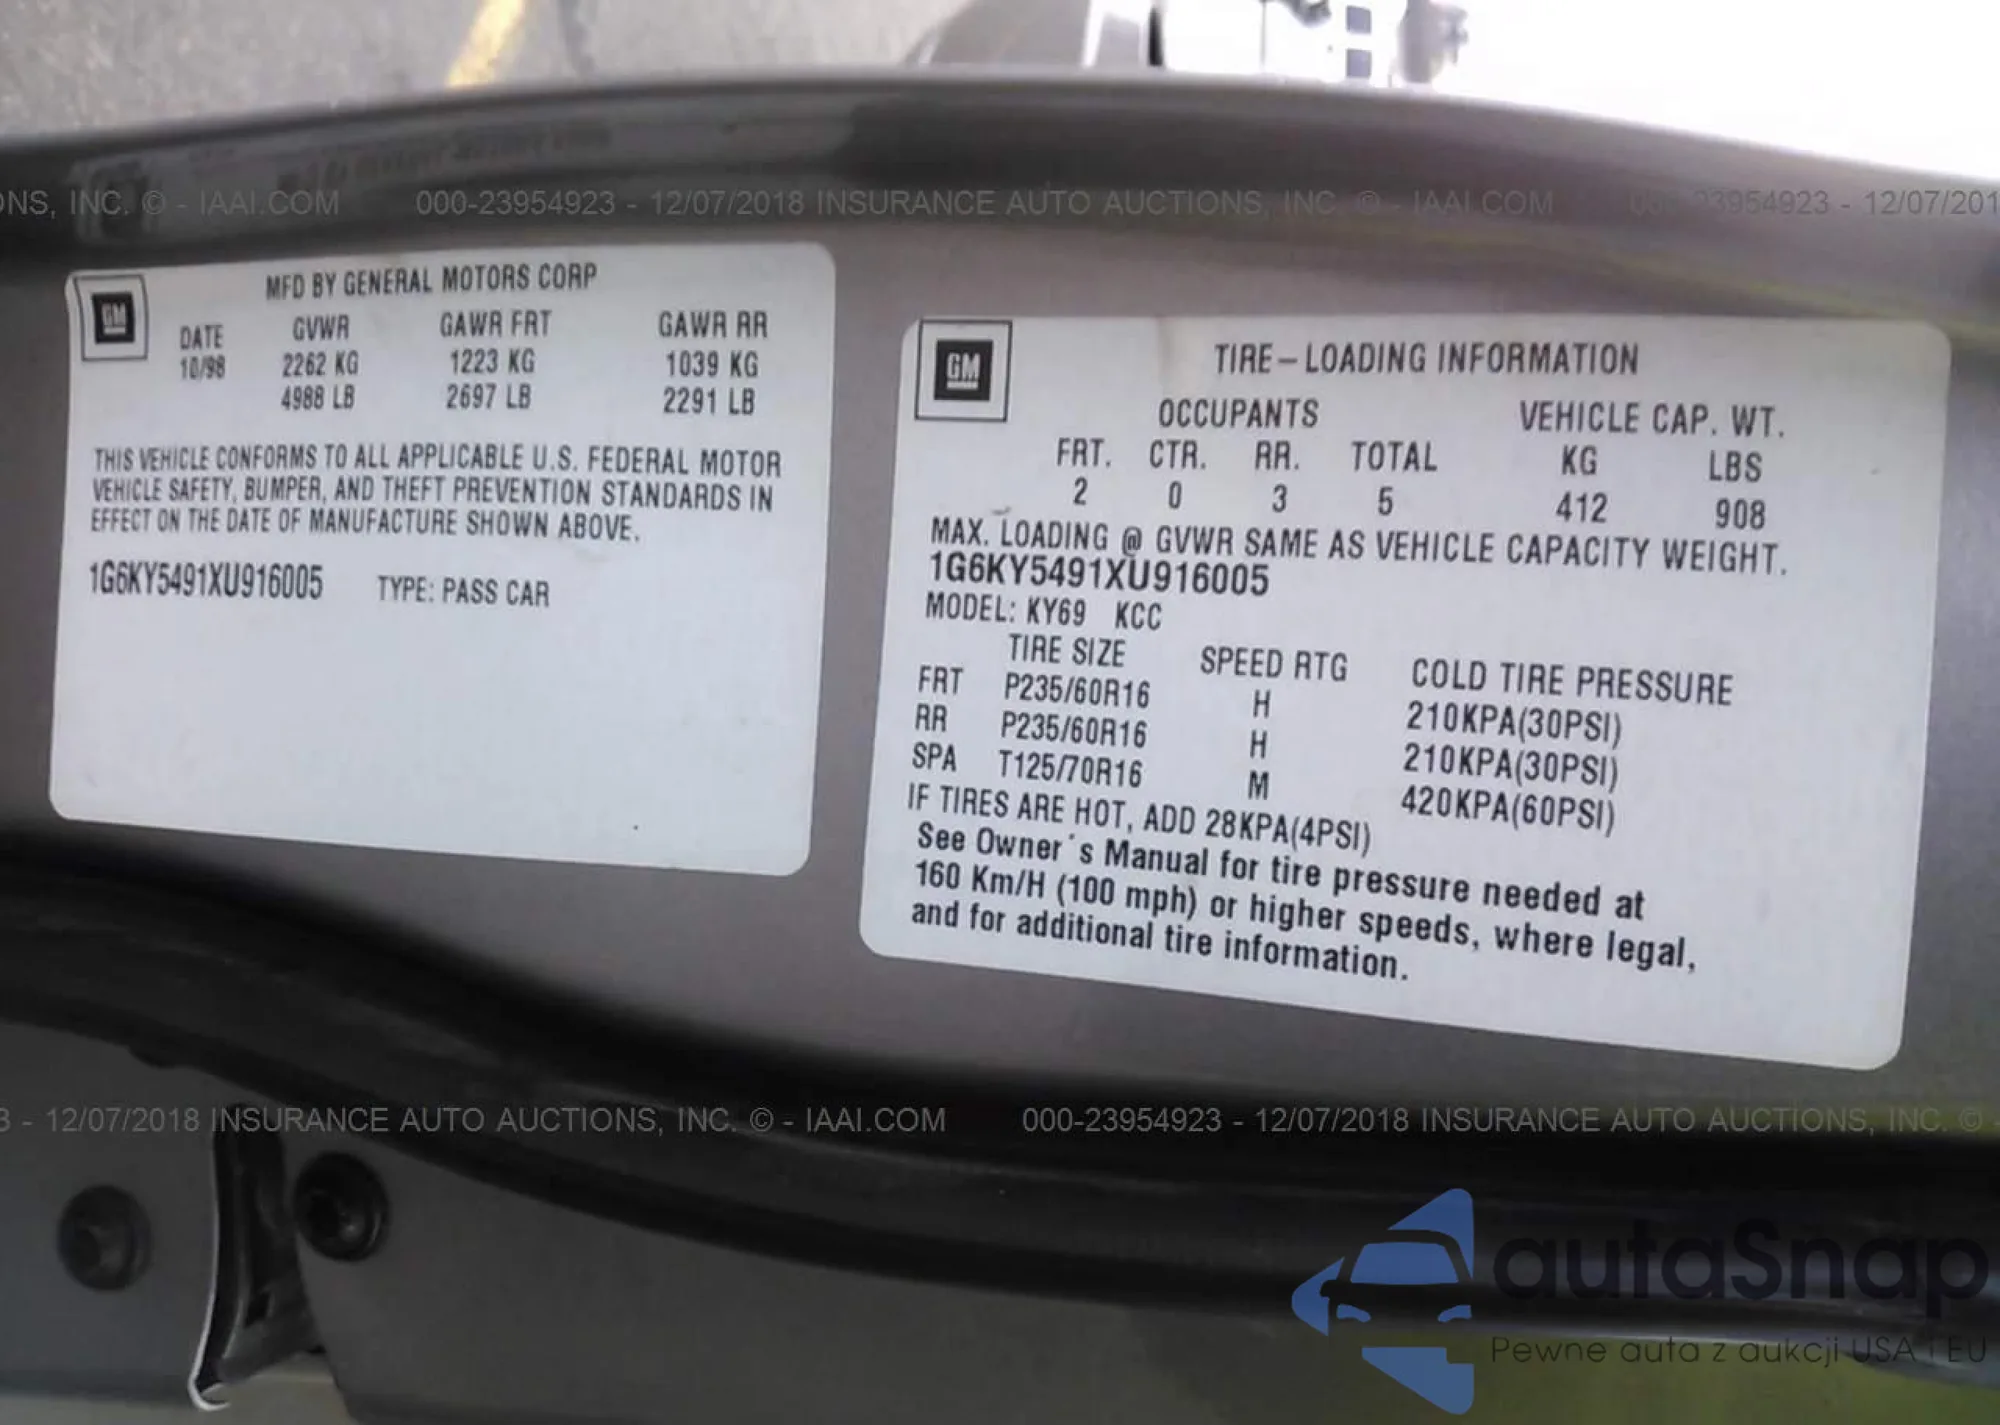 ONS, INC. © - IAAI.COM 000-23954923 - 12/07/2018 INSURANCE AUTO AUCTIONS, INC. © - IAAI.COM 000-23954923 - 12/07/201
GM
MFD BY GENERAL MOTORS CORP
DATE GVWR GAWR FRT GAWR RR
10/98 2262 KG 1223 KG 1039 KG
4988 LB 2697 LB 2291 LB
THIS VEHICLE CONFORMS TO ALL APPLICABLE U.S. FEDERAL MOTOR
VEHICLE SAFETY, BUMPER, AND THEFT PREVENTION STANDARDS IN
EFFECT ON THE DATE OF MANUFACTURE SHOWN ABOVE.
1G6KY5491XU916005 TYPE: PASS CAR
GM
TIRE-LOADING INFORMATION
OCCUPANTS VEHICLE CAP. WT.
FRT. CTR. RR. TOTAL KG LBS
2 0 3 5 412 908
MAX. LOADING @ GVWR SAME AS VEHICLE CAPACITY WEIGHT.
1G6KY5491XU916005
MODEL: KY69 KCC
TIRE SIZE SPEED RTG COLD TIRE PRESSURE
FRT P235/60R16 H 210KPA(30PSI)
RR P235/60R16 H 210KPA(30PSI)
SPA T125/70R16 M 420KPA(60PSI)
IF TIRES ARE HOT, ADD 28KPA(4PSI)
See Owner's Manual for tire pressure needed at
160 Km/H (100 mph) or higher speeds, where legal,
and for additional tire information.
3 - 12/07/2018 INSURANCE AUTO AUCTIONS, INC. © - IAAI.COM 000-23954923 - 12/07/2018 INSURANCE AUTO AUCTIONS, INC. © -
autaSnap
Pewne auta z aukcji USA i EU